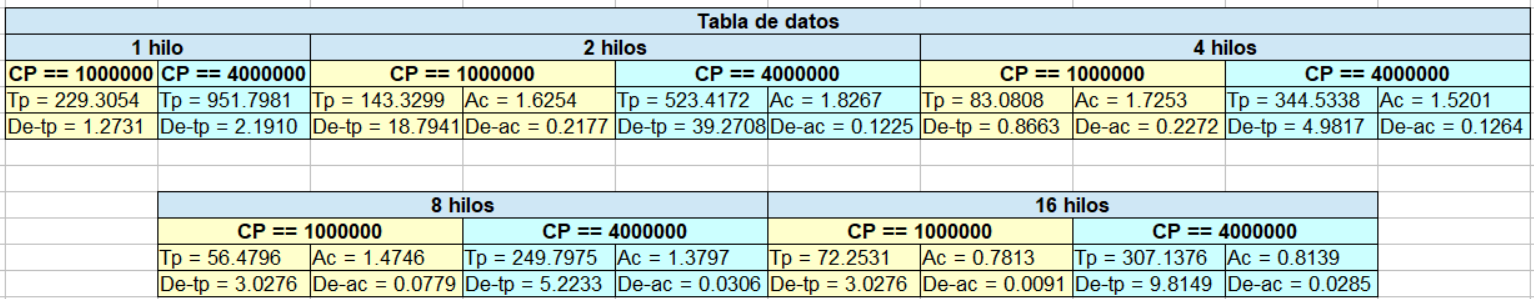 Tabla de datos
1 hilo 2 hilos 4 hilos
CP == 1000000 CP == 4000000 CP == 1000000 CP == 4000000 CP == 1000000 CP == 4000000
Tp = 229.3054 Tp = 951.7981 Tp = 143.3299 Ac = 1.6254 Tp = 523.4172 Ac = 1.8267 Tp = 83.0808 Ac = 1.7253 Tp = 344.5338 Ac = 1.5201
De-tp = 1.2731 De-tp = 2.1910 De-tp = 18.7941 De-ac = 0.2177 De-tp = 39.2708 De-ac = 0.1225 De-tp = 0.8663 De-ac = 0.2272 De-tp = 4.9817 De-ac = 0.1264
8 hilos 16 hilos
CP == 1000000 CP == 4000000 CP == 1000000 CP == 4000000
Tp = 56.4796 Ac = 1.4746 Tp = 249.7975 Ac = 1.3797 Tp = 72.2531 Ac = 0.7813 Tp = 307.1376 Ac = 0.8139
De-tp = 3.0276 De-ac = 0.0779 De-tp = 5.2233 De-ac = 0.0306 De-tp = 3.0276 De-ac = 0.0091 De-tp = 9.8149 De-ac = 0.0285